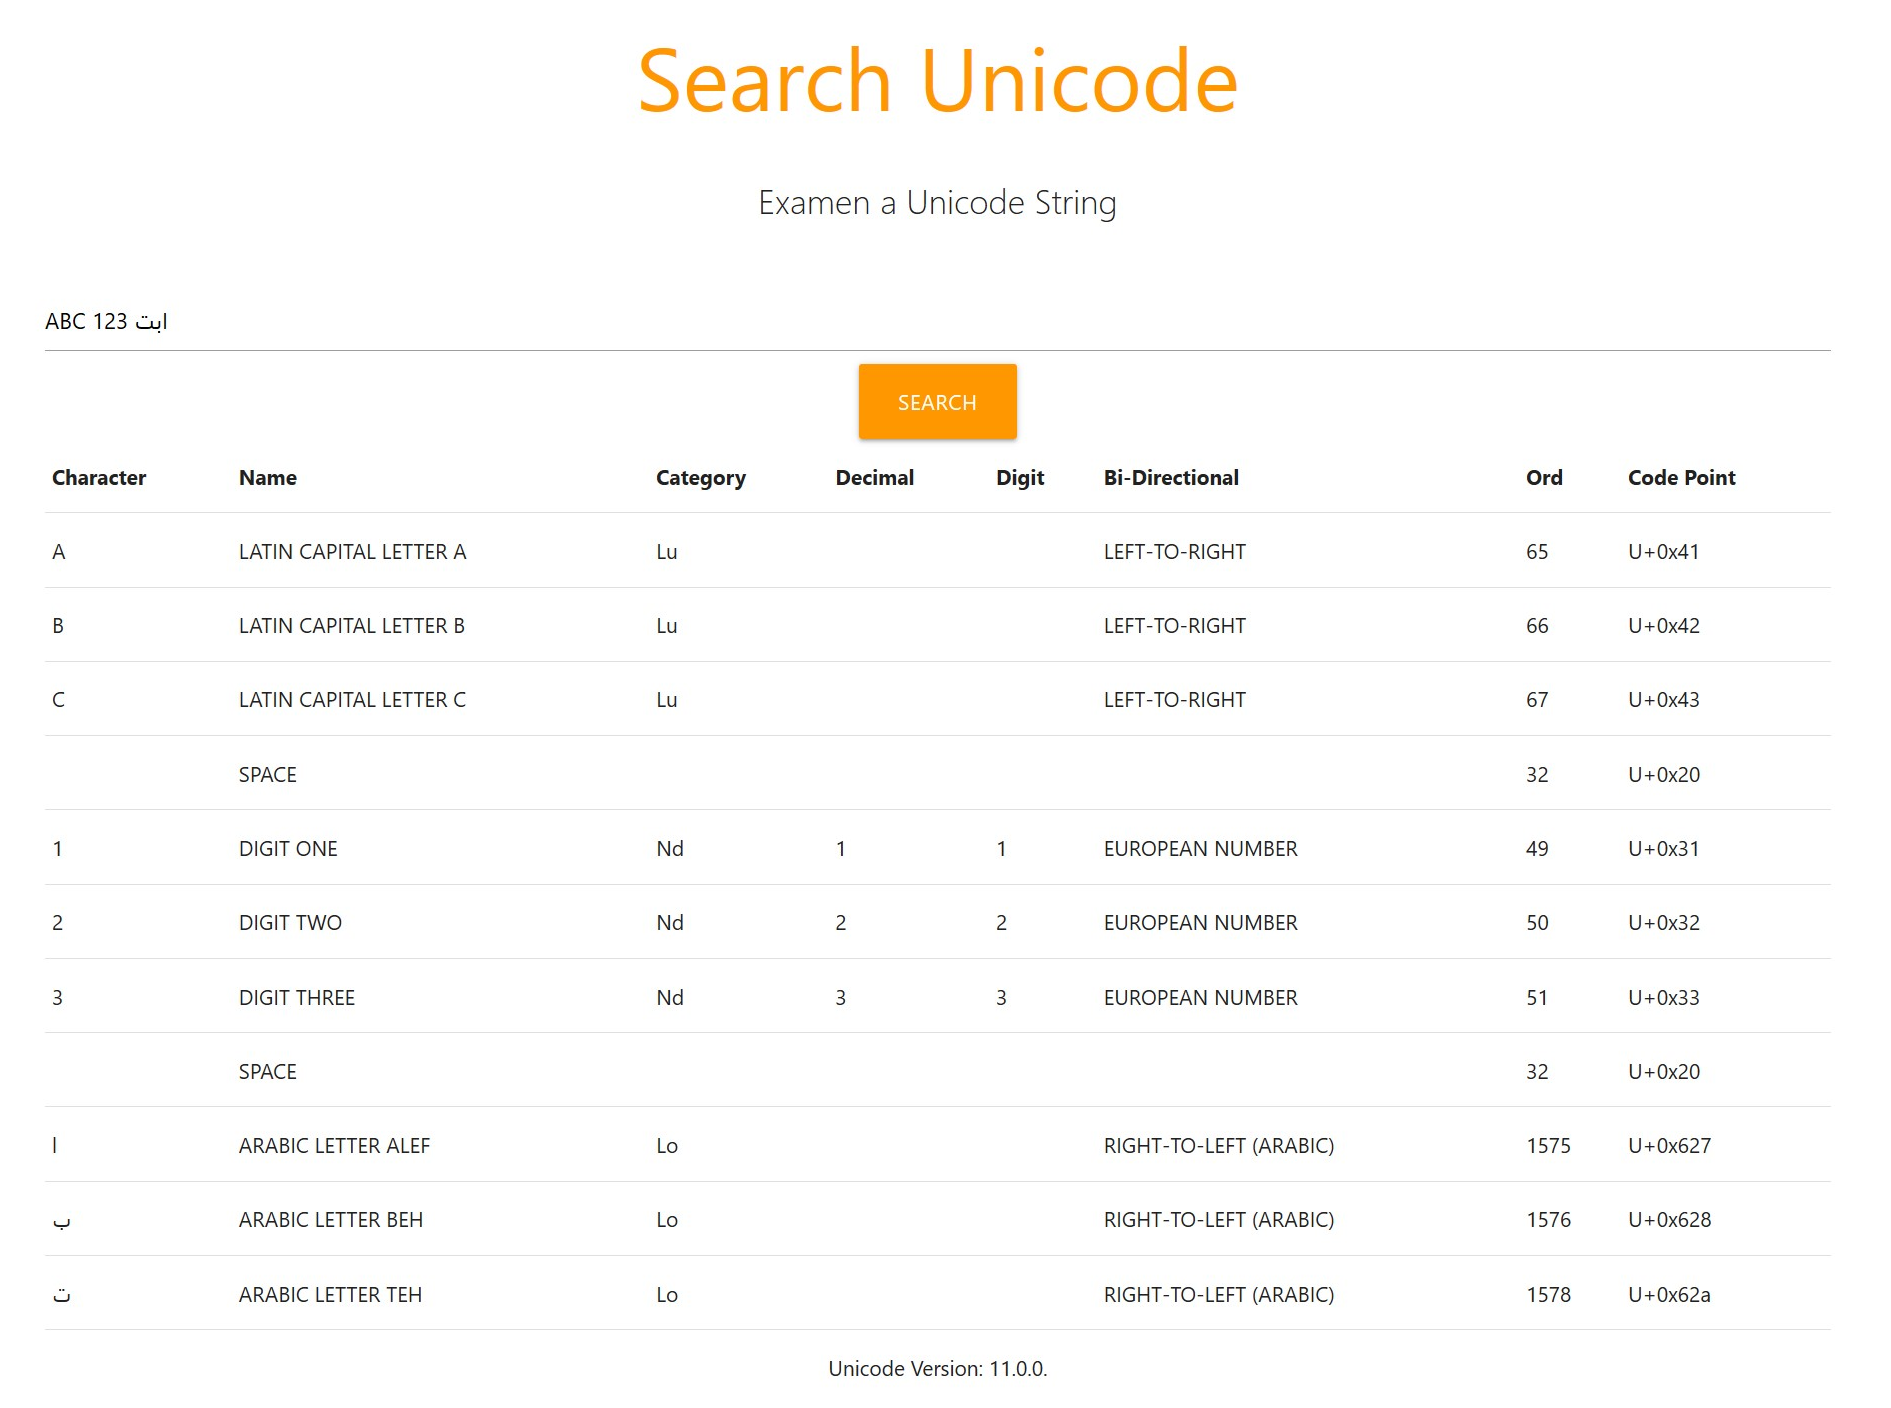 Search Unicode
Examen a Unicode String
ABC 123 ابت
SEARCH
Character Name Category Decimal Digit Bi-Directional Ord Code Point
A LATIN CAPITAL LETTER A Lu LEFT-TO-RIGHT 65 U+0x41
B LATIN CAPITAL LETTER B Lu LEFT-TO-RIGHT 66 U+0x42
C LATIN CAPITAL LETTER C Lu LEFT-TO-RIGHT 67 U+0x43
SPACE 32 U+0x20
1 DIGIT ONE Nd 1 1 EUROPEAN NUMBER 49 U+0x31
2 DIGIT TWO Nd 2 2 EUROPEAN NUMBER 50 U+0x32
3 DIGIT THREE Nd 3 3 EUROPEAN NUMBER 51 U+0x33
SPACE 32 U+0x20
ا ARABIC LETTER ALEF Lo RIGHT-TO-LEFT (ARABIC) 1575 U+0x627
ب ARABIC LETTER BEH Lo RIGHT-TO-LEFT (ARABIC) 1576 U+0x628
ت ARABIC LETTER TEH Lo RIGHT-TO-LEFT (ARABIC) 1578 U+0x62a
Unicode Version: 11.0.0.